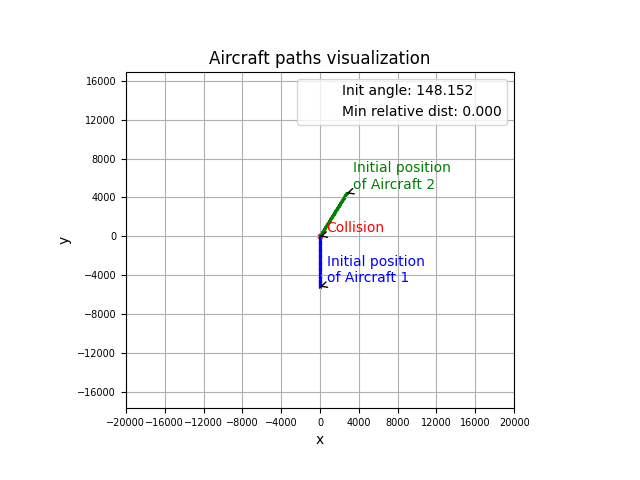 Aircraft paths visualization
Init angle: 148.152
Min relative dist: 0.000
16000
12000
8000
4000
0
−4000
−8000
−12000
−16000
y
Initial position
of Aircraft 2
Collision
Initial position
of Aircraft 1
−20000 −16000 −12000 −8000 −4000 0 4000 8000 12000 16000 20000
x